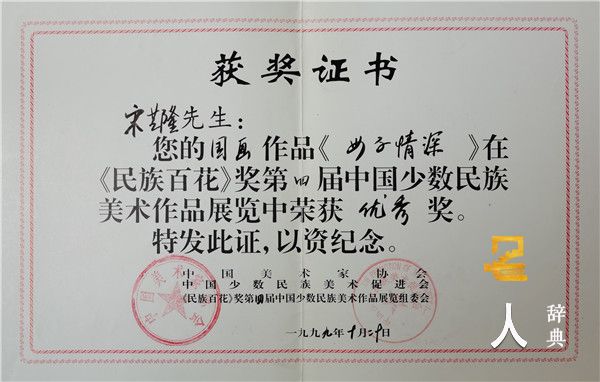 获奖证书
宋荣隆先生：
您的国画作品《母子情深》在
《民族百花》奖第四届中国少数民族
美术作品展览中荣获优秀奖。
特发此证，以资纪念。
中国美术家协会
中国少数民族美术促进会
《民族百花》奖第四届中国少数民族美术作品展览组委会
一九九九年十月二十日
名人
辞典